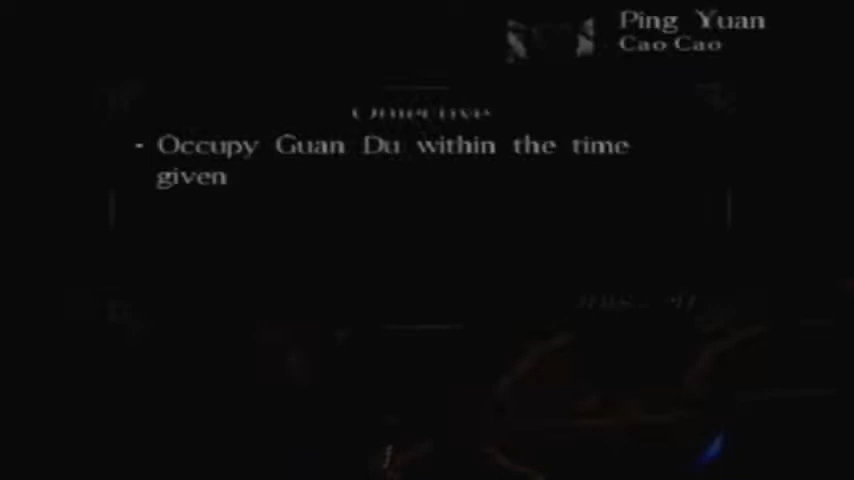 Ping Yuan
Cao Cao
Objective
- Occupy Guan Du within the time
given